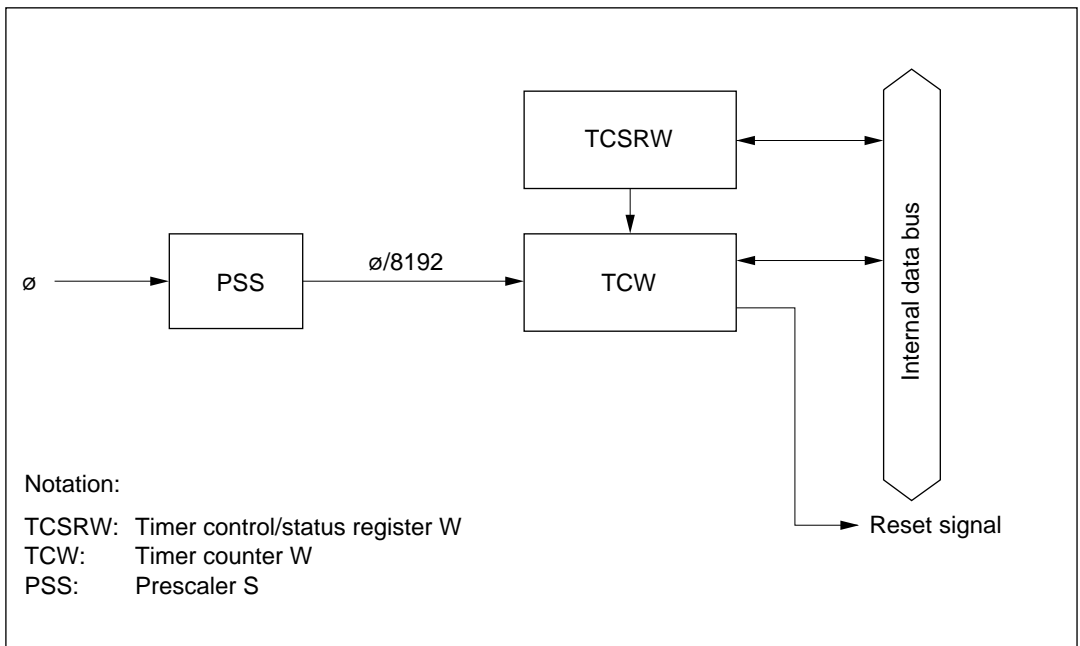 TCSRW
ø
PSS
ø/8192
TCW
Internal data bus
Reset signal
Notation:
TCSRW: Timer control/status register W
TCW: Timer counter W
PSS: Prescaler S